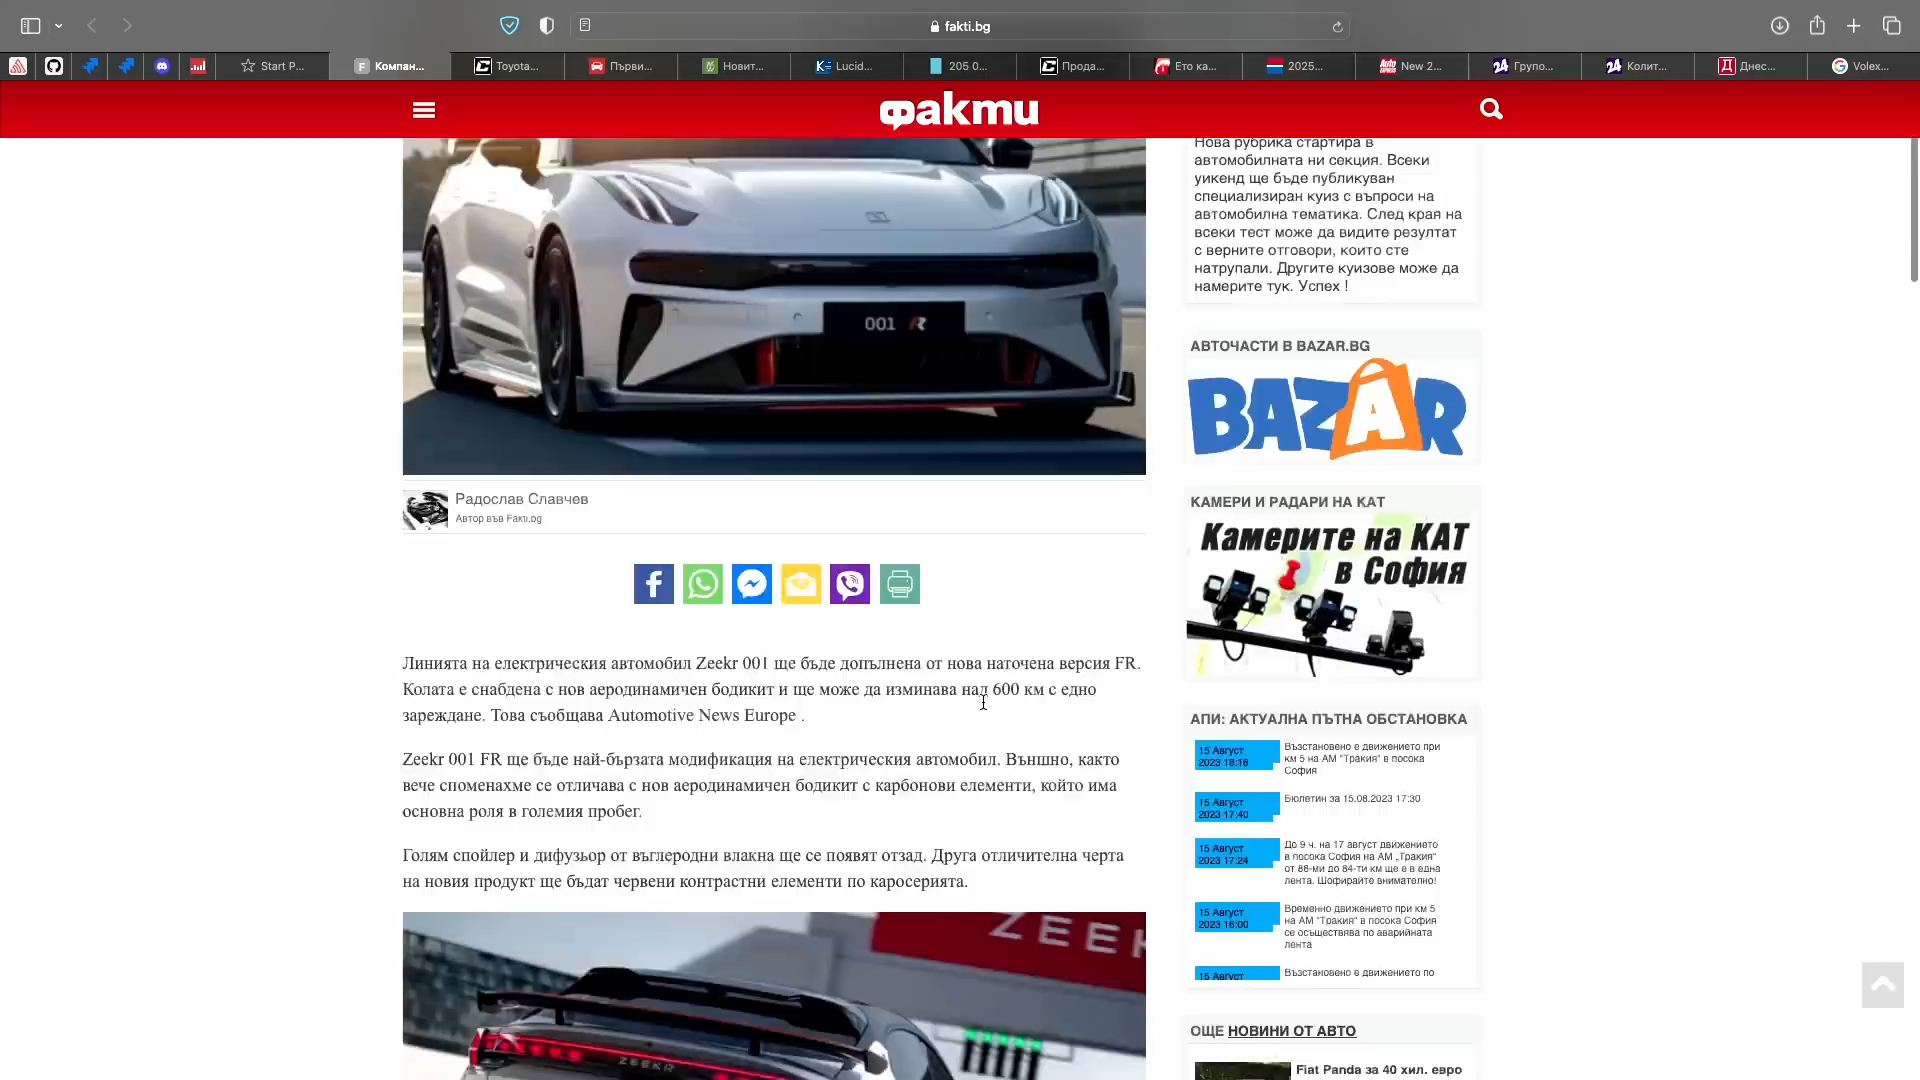 fakti.bg
Start P...
Компан...
Toyota...
Първи...
Новит...
Lucid...
205 0...
Прода...
Ето ка...
2025...
New 2...
Групо...
Колит...
Днес...
Volex...
Факти
001 FR
Радослав Славчев
Автор във Fakti.bg
Линията на електрическия автомобил Zeekr 001 ще бъде допълнена от нова наточена версия FR.
Колата е снабдена с нов аеродинамичен бодикит и ще може да изминава над 600 км с едно
зареждане. Това съобщава Automotive News Europe .
Zeekr 001 FR ще бъде най-бързата модификация на електрическия автомобил. Външно, както
вече споменахме се отличава с нов аеродинамичен бодикит с карбонови елементи, който има
основна роля в големия пробег.
Голям спойлер и дифузьор от въглеродни влакна ще се появят отзад. Друга отличителна черта
на новия продукт ще бъдат червени контрастни елементи по каросерията.
ZEEK
ZEEKR
Нова рубрика стартира в
автомобилната ни секция. Всеки
уикенд ще бъде публикуван
специализиран куиз с въпроси на
автомобилна тематика. След края на
всеки тест може да видите резултат
с верните отговори, които сте
натрупали. Другите куизове може да
намерите тук. Успех !
АВТОЧАСТИ В BAZAR.BG
BAZAR
КАМЕРИ И РАДАРИ НА КАТ
Камерите на КАТ
в София
АПИ: АКТУАЛНА ПЪТНА ОБСТАНОВКА
15 Август
2023 18:16
Възстановено е движението при
км 5 на АМ "Тракия" в посока
София
15 Август
2023 17:40
Бюлетин за 15.08.2023 17:30
15 Август
2023 17:24
До 9 ч. на 17 август движението
в посока София на АМ „Тракия"
от 86-ми до 84-ти км ще е в една
лента. Шофирайте внимателно!
15 Август
2023 16:00
Временно движението при км 5
на АМ "Тракия" в посока София
се осъществява по аварийната
лента
15 Август
Възстановено е движението по
ОЩЕ НОВИНИ ОТ АВТО
Fiat Panda за 40 хил. евро